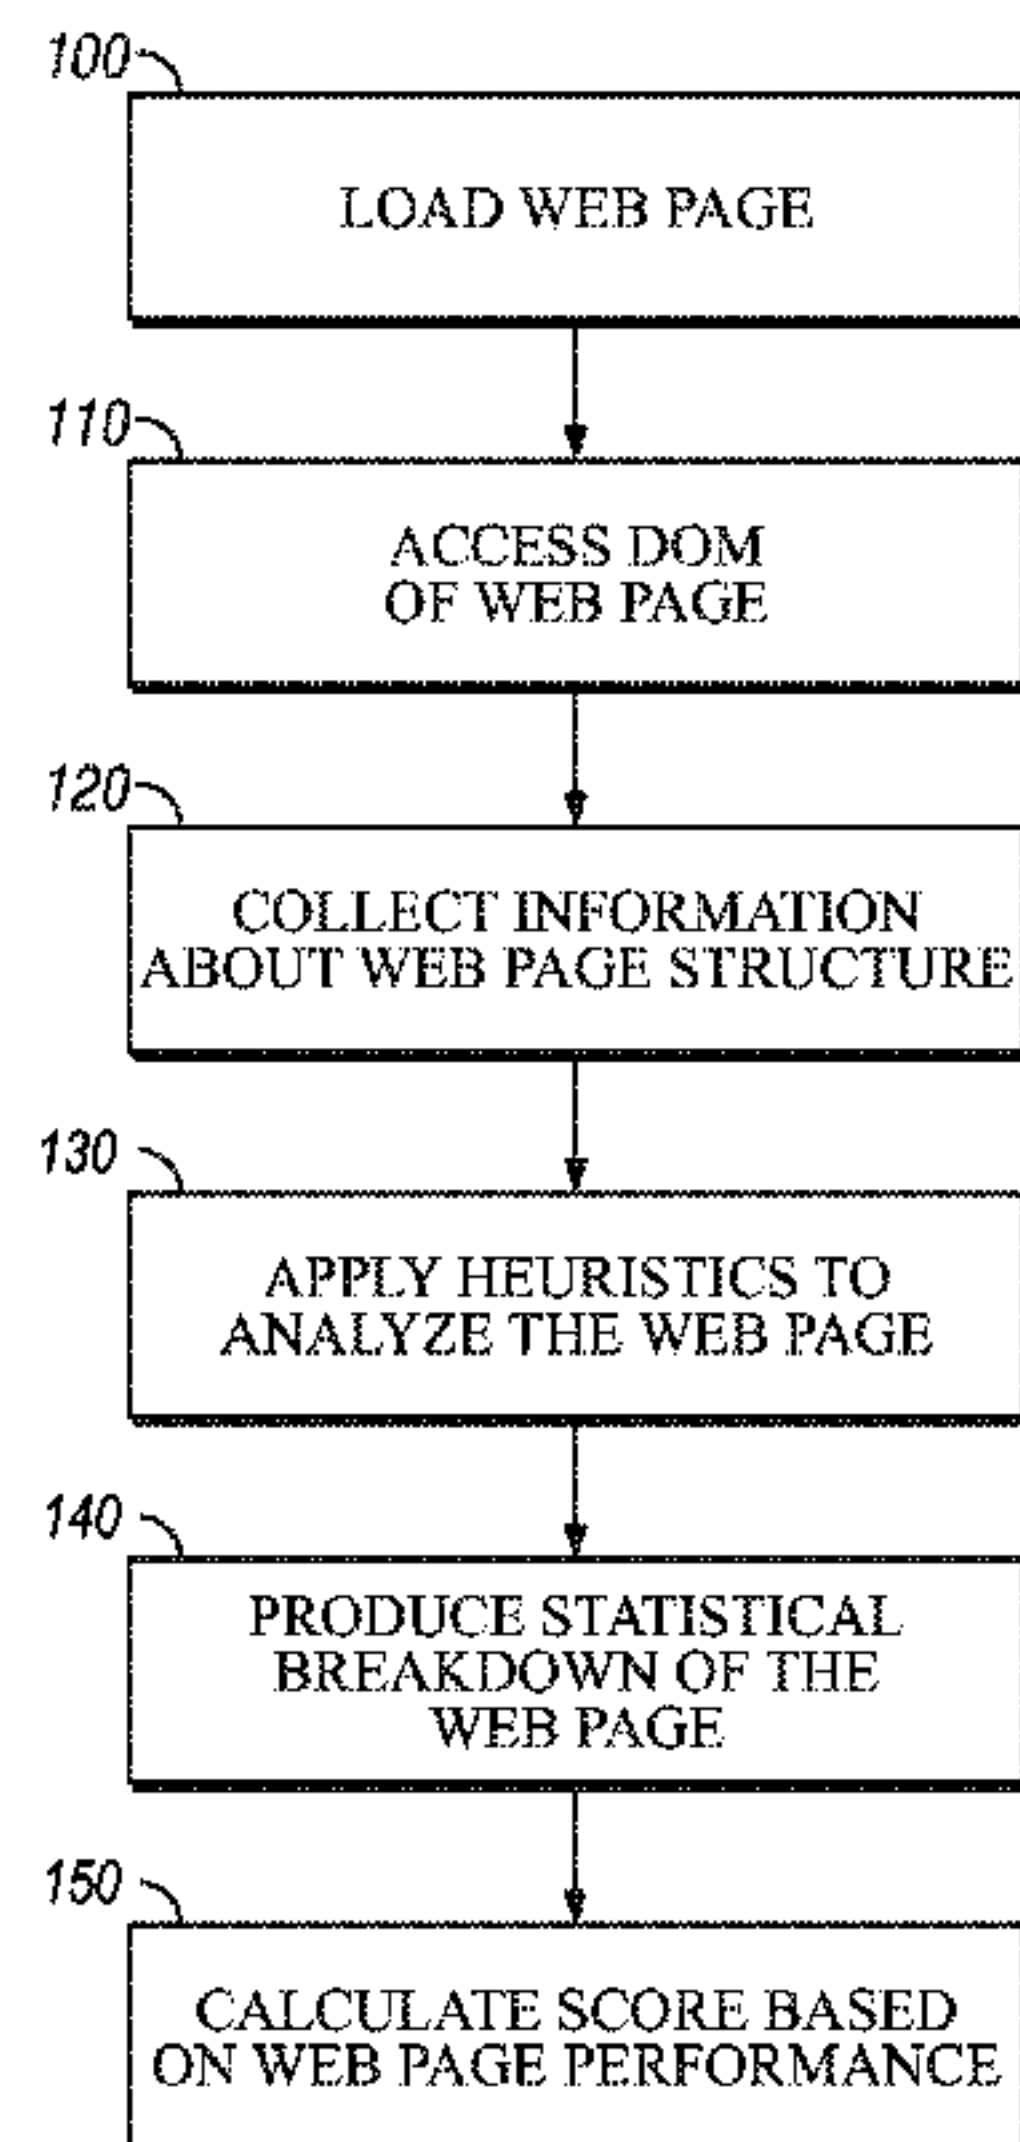 100
LOAD WEB PAGE
110
ACCESS DOM
OF WEB PAGE
120
COLLECT INFORMATION
ABOUT WEB PAGE STRUCTURE
130
APPLY HEURISTICS TO
ANALYZE THE WEB PAGE
140
PRODUCE STATISTICAL
BREAKDOWN OF THE
WEB PAGE
150
CALCULATE SCORE BASED
ON WEB PAGE PERFORMANCE